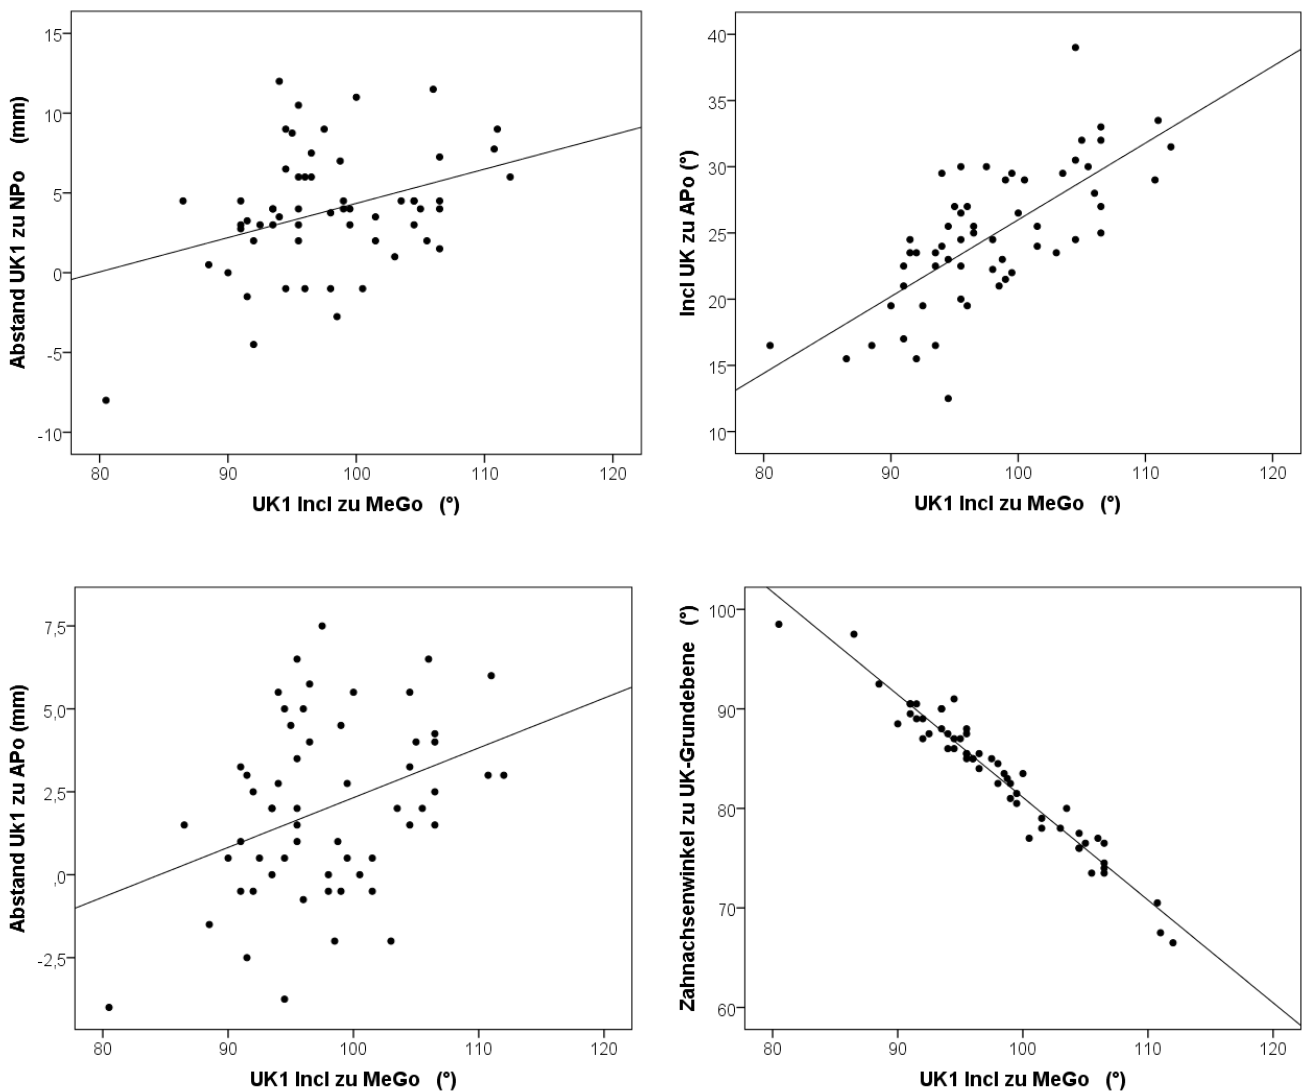 Abstand UK1 zu NPo (mm)
15
10
5
0
-5
-10
80 90 100 110 120
UK1 Incl zu MeGo (°)
Incl UK zu APo (°)
40
35
30
25
20
15
10
80 90 100 110 120
UK1 Incl zu MeGo (°)
Abstand Uk1 zu APo (mm)
7,5
5,0
2,5
,0
-2,5
80 90 100 110 120
UK1 Incl zu MeGo (°)
Zahnachsenwinkel zu UK-Grundebene (°)
100
90
80
70
60
80 90 100 110 120
UK1 Incl zu MeGo (°)